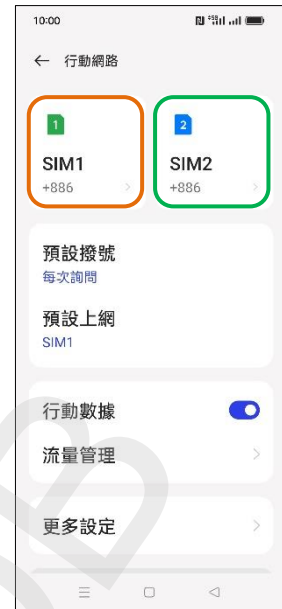 10:00
← 行動網路
1
2
SIM1
SIM2
+886
+886
預設撥號
每次詢問
預設上網
SIM1
行動數據
流量管理
更多設定